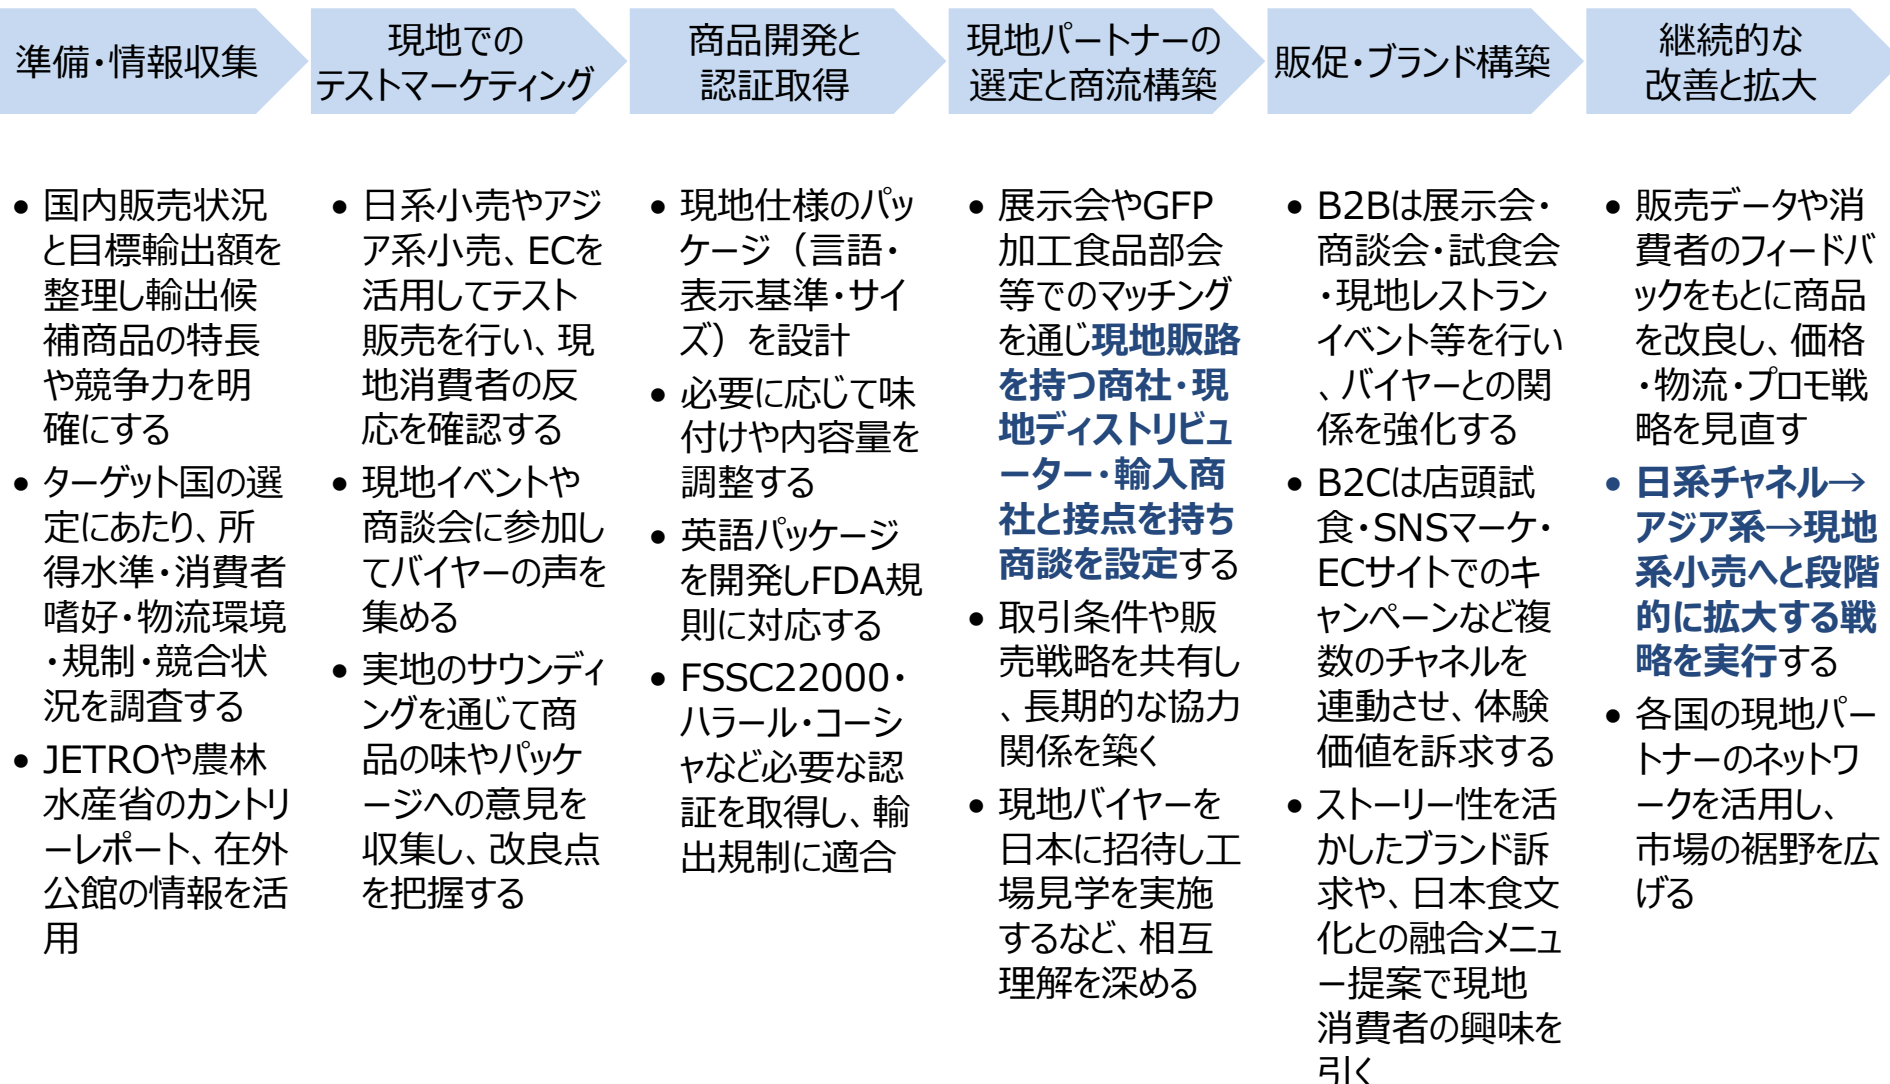 準備・情報収集
現地での
テストマーケティング
商品開発と
認証取得
現地パートナーの
選定と商流構築
販促・ブランド構築
継続的な
改善と拡大
• 国内販売状況
と目標輸出額を
整理し輸出候
補商品の特長
や競争力を明
確にする
• ターゲット国の選
定にあたり、所
得水準・消費者
嗜好・物流環境
・規制・競合状
況を調査する
• JETROや農林
水産省のカントリ
ーレポート、在外
公館の情報を活
用
• 日系小売やアジ
ア系小売、ECを
活用してテスト
販売を行い、現
地消費者の反
応を確認する
• 現地イベントや
商談会に参加し
てバイヤーの声を
集める
• 実地のサウンディ
ングを通じて商
品の味やパッケ
ージへの意見を
収集し、改良点
を把握する
• 現地仕様のパッ
ケージ（言語・
表示基準・サイ
ズ）を設計
• 必要に応じて味
付けや内容量を
調整する
• 英語パッケージ
を開発しFDA規
則に対応する
• FSSC22000・
ハラール・コーシ
ャなど必要な認
証を取得し、輸
出規制に適合
• 展示会やGFP
加工食品部会
等でのマッチング
を通じ現地販路
を持つ商社・現
地ディストリビュ
ーター・輸入商
社と接点を持ち
商談を設定する
• 取引条件や販
売戦略を共有し
、長期的な協力
関係を築く
• 現地バイヤーを
日本に招待し工
場見学を実施
するなど、相互
理解を深める
• B2Bは展示会・
商談会・試食会
・現地レストラン
イベント等を行い
、バイヤーとの関
係を強化する
• B2Cは店頭試
食・SNSマーケ・
ECサイトでのキ
ャンペーンなど複
数のチャネルを
連動させ、体験
価値を訴求する
• ストーリー性を活
かしたブランド訴
求や、日本食文
化との融合メニュ
ー提案で現地
消費者の興味を
引く
• 販売データや消
費者のフィードバ
ックをもとに商品
を改良し、価格
・物流・プロモ戦
略を見直す
• 日系チャネル→
アジア系→現地
系小売へと段階
的に拡大する戦
略を実行する
• 各国の現地パー
トナーのネットワ
ークを活用し、
市場の裾野を広
げる